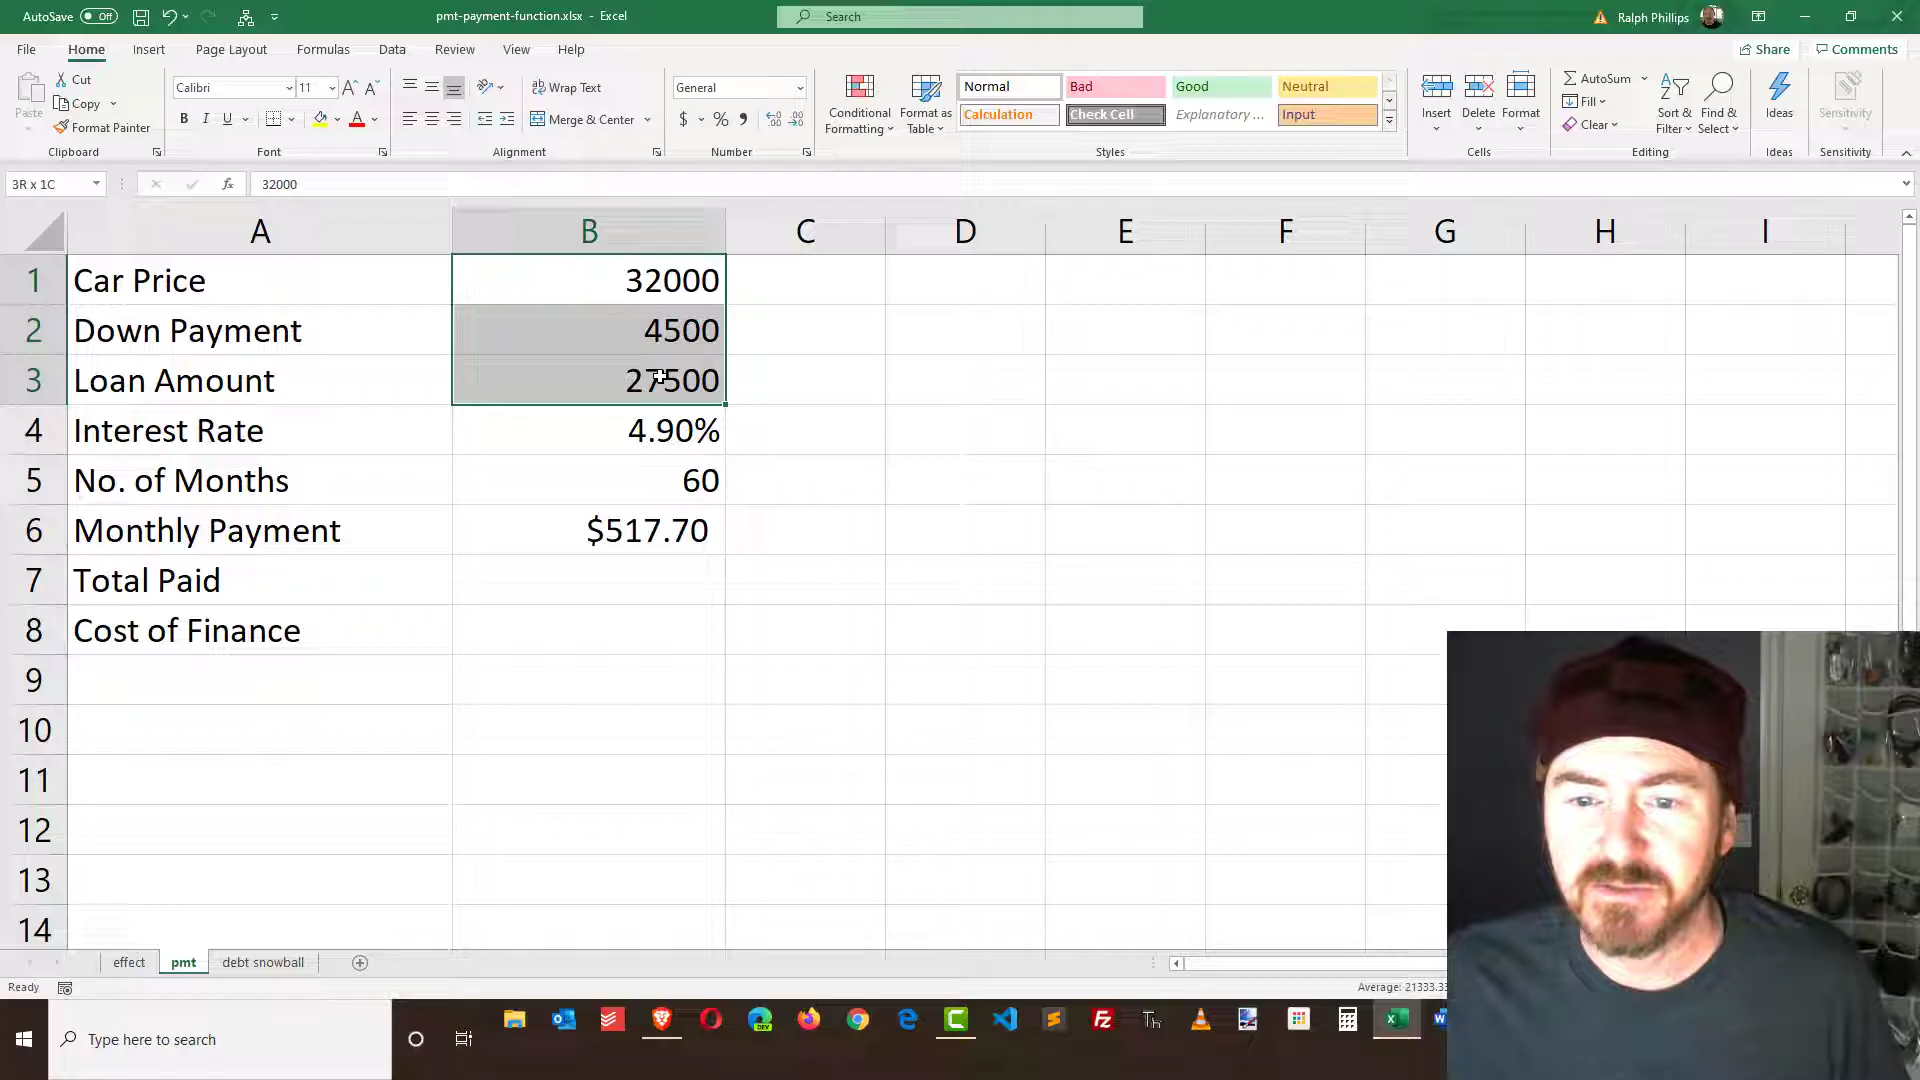 AutoSave Off pmt-payment-function.xlsx - Excel Search Ralph Phillips
File Home Insert Page Layout Formulas Data Review View Help Share Comments
Paste Cut Copy Format Painter
Calibri 11
B I U A
Wrap Text
Merge & Center
General
$ % ,
Conditional Formatting
Format as Table
Normal Bad Good Neutral
Calculation Check Cell Explanatory ... Input
Insert Delete Format
AutoSum
Fill
Clear
Sort & Filter
Find & Select
Ideas
Sensitivity
Clipboard Font Alignment Number Styles Cells Editing Ideas Sensitivity
3R x 1C fx 32000
A B C D E F G H I
1 Car Price 32000
2 Down Payment 4500
3 Loan Amount 27500
4 Interest Rate 4.90%
5 No. of Months 60
6 Monthly Payment $517.70
7 Total Paid
8 Cost of Finance
9
10
11
12
13
14
effect pmt debt snowball
Ready Average: 21333.33
Type here to search